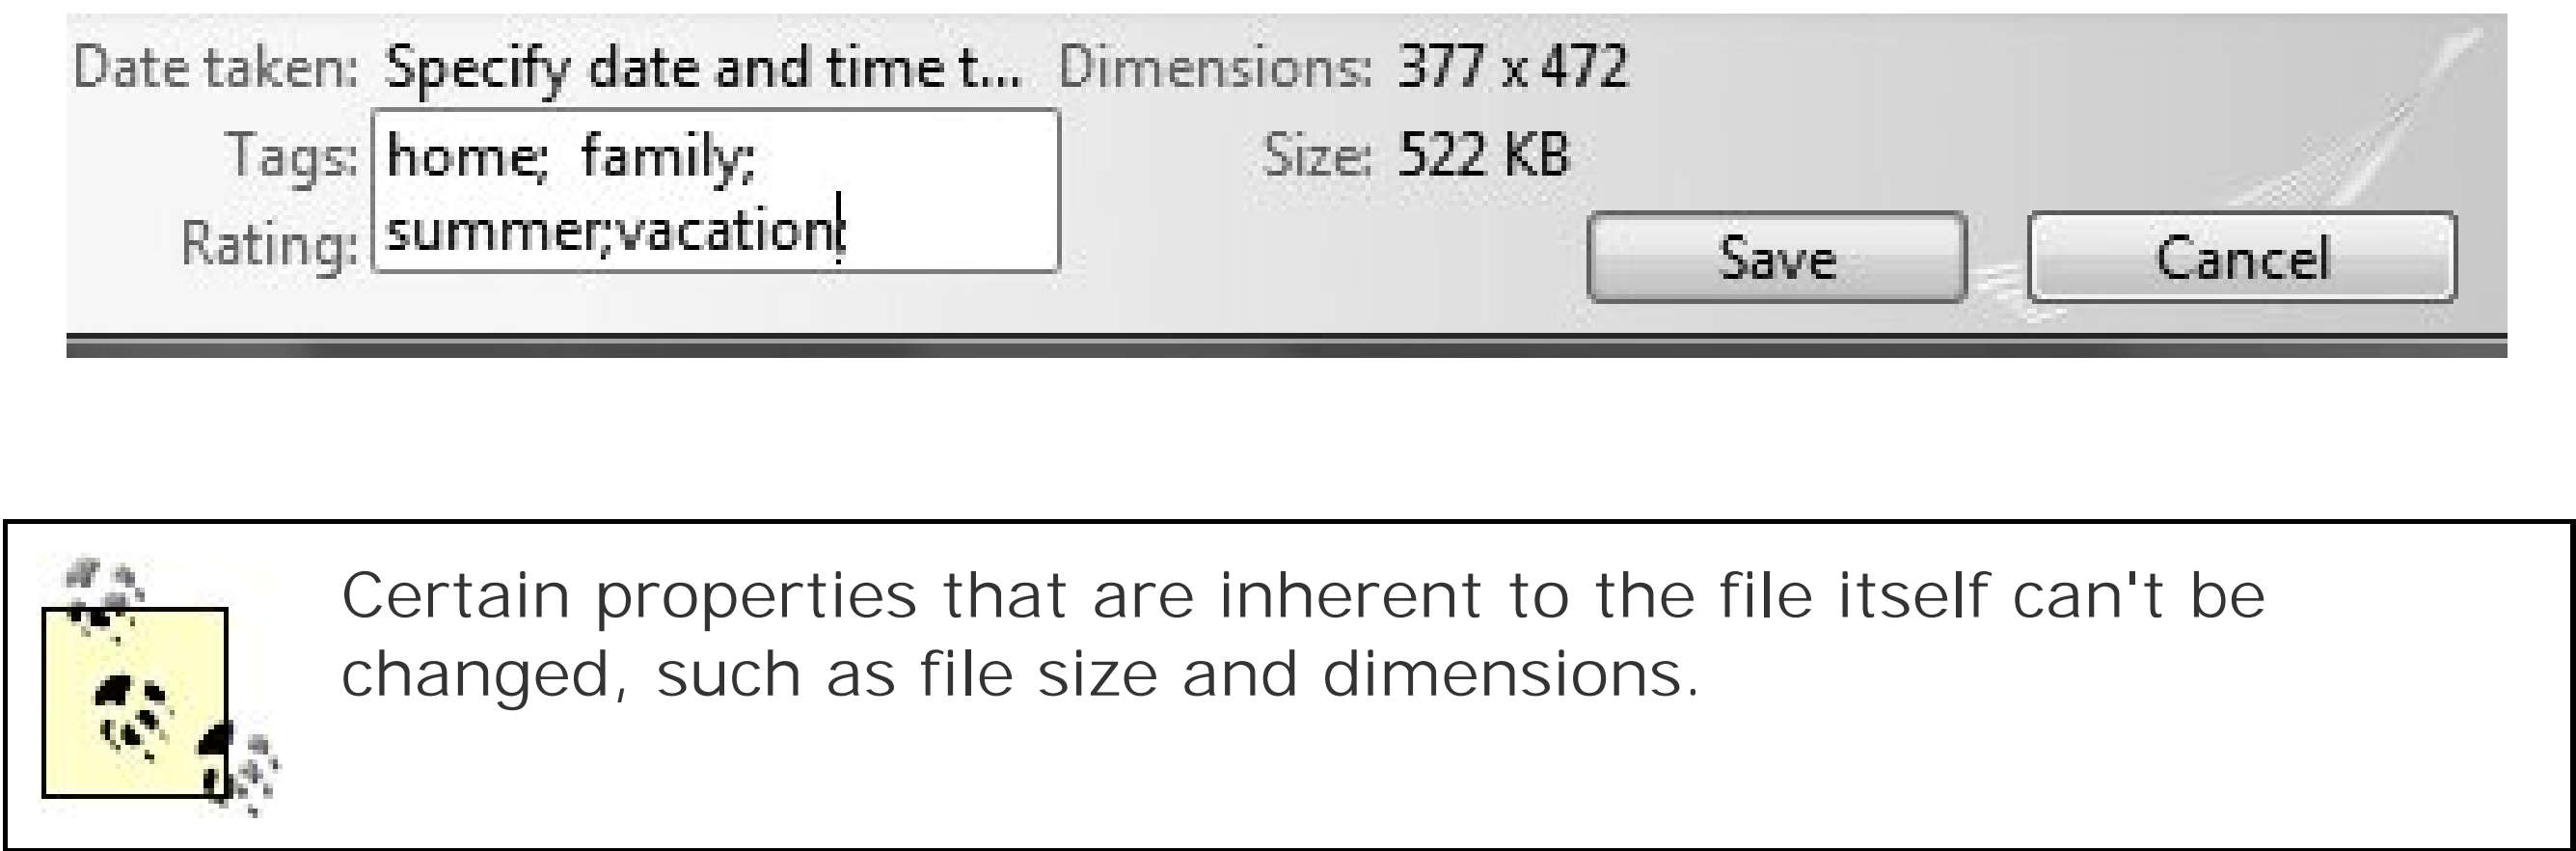 Date taken: Specify date and time t... Dimensions: 377 x 472
Tags: home; family; Size: 522 KB
Rating: summer;vacation; Save Cancel
Certain properties that are inherent to the file itself can't be
changed, such as file size and dimensions.